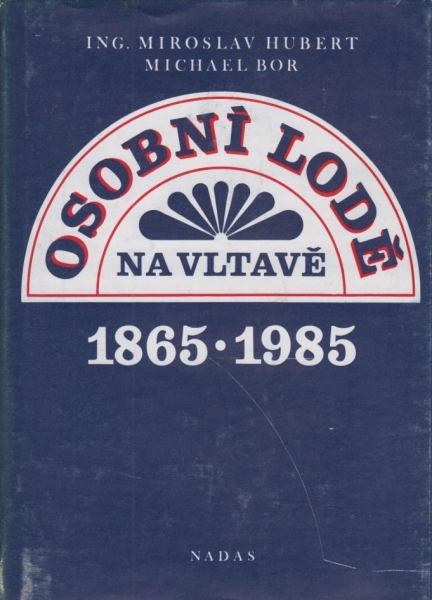 ING. MIROSLAV HUBERT
MICHAEL BOR
OSOBNÍ LODĚ
NA VLTAVĚ
1865 · 1985
NADAS